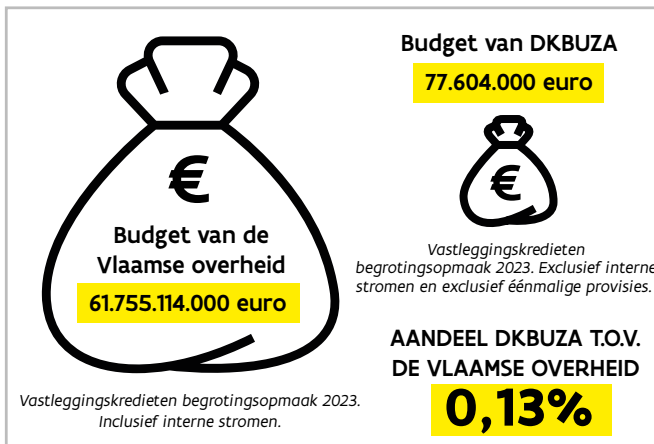 €
Budget van de
Vlaamse overheid
61.755.114.000 euro
Vastleggingskredieten begrotingsopmaak 2023.
Inclusief interne stromen.
Budget van DKBUZA
77.604.000 euro
€
Vastleggingskredieten
begrotingsopmaak 2023. Exclusief interne
stromen en exclusief éénmalige provisies.
AANDEEL DKBUZA T.O.V.
DE VLAAMSE OVERHEID
0,13%